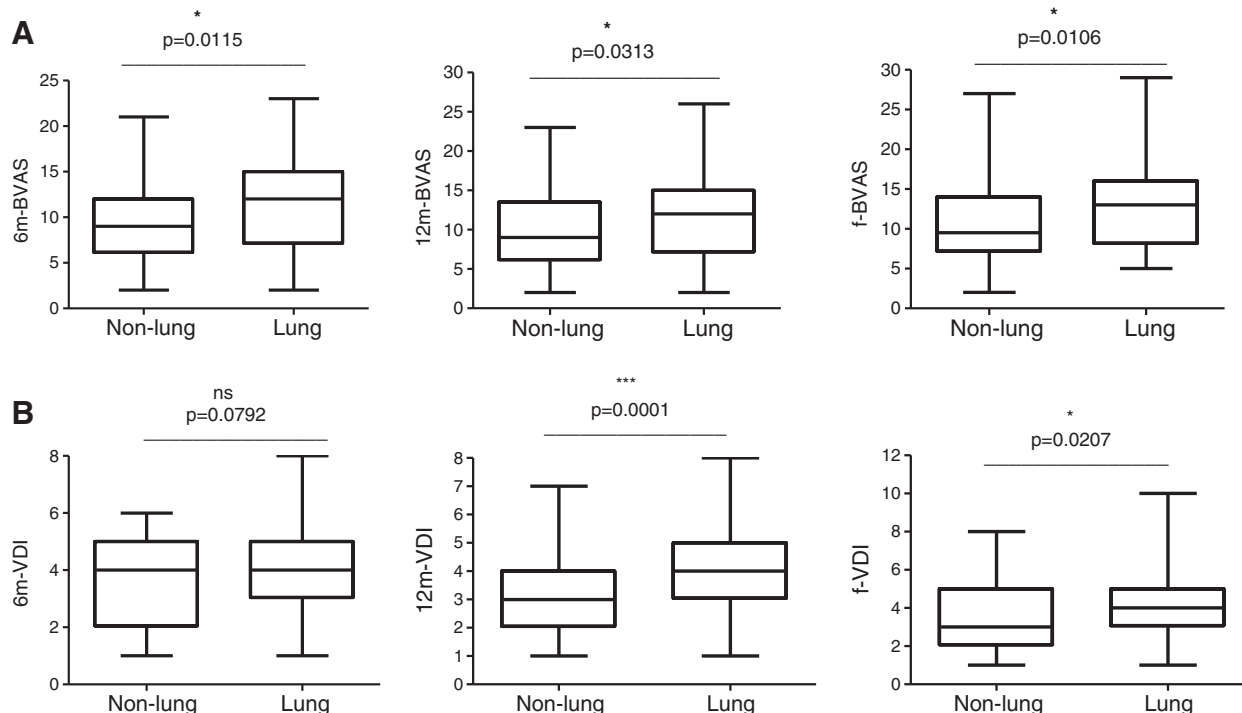 A
*
p=0.0115
25
20
15
10
5
0
6m-BVAS
Non-lung Lung
*
p=0.0313
30
25
20
15
10
5
0
12m-BVAS
Non-lung Lung
*
p=0.0106
30
20
15
10
5
0
f-BVAS
Non-lung Lung
B
ns
p=0.0792
8
6
4
2
0
6m-VDI
Non-lung Lung
***
p=0.0001
8
7
6
5
4
3
2
1
0
12m-VDI
Non-lung Lung
*
p=0.0207
12
10
8
6
4
2
0
f-VDI
Non-lung Lung